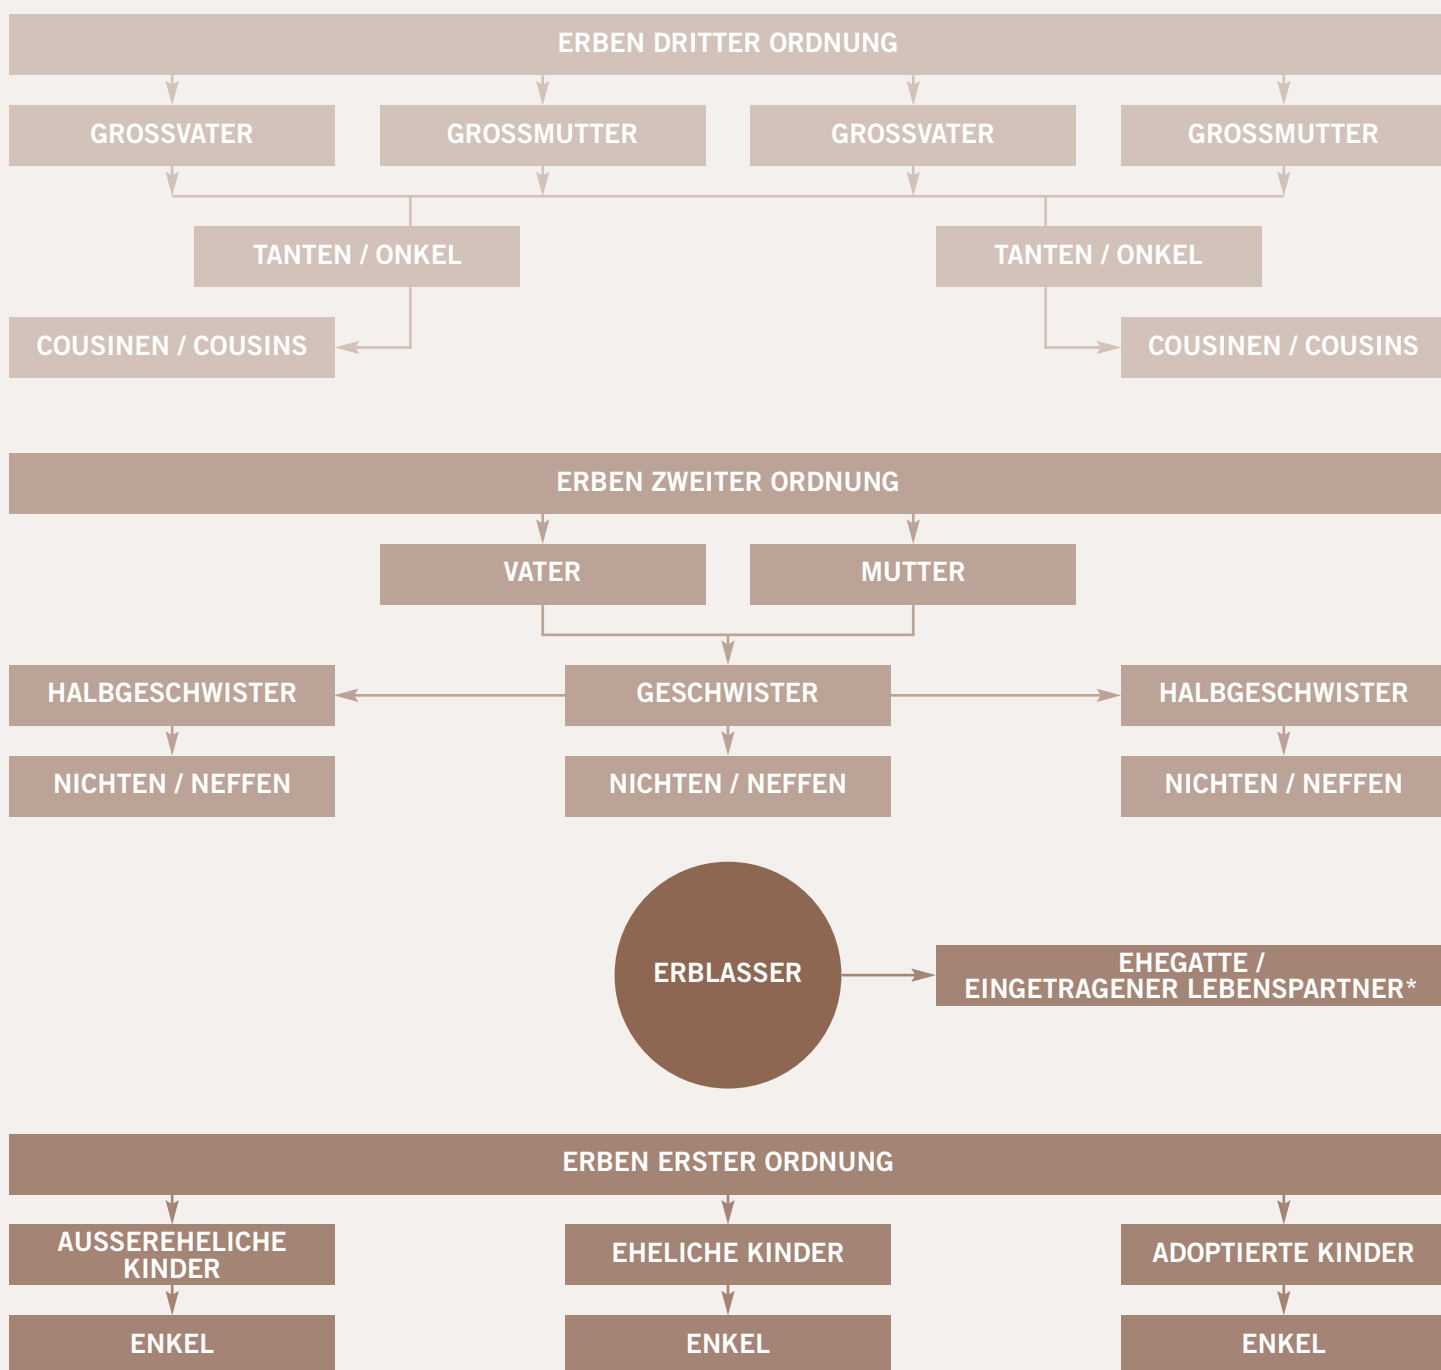 ERBEN DRITTER ORDNUNG
GROSSVATER
GROSSMUTTER
GROSSVATER
GROSSMUTTER
TANTEN / ONKEL
TANTEN / ONKEL
COUSINEN / COUSINS
COUSINEN / COUSINS
ERBEN ZWEITER ORDNUNG
VATER
MUTTER
HALBGESCHWISTER
GESCHWISTER
HALBGESCHWISTER
NICHTEN / NEFFEN
NICHTEN / NEFFEN
NICHTEN / NEFFEN
ERBLASSER
EHEGATTE /
EINGETRAGENER LEBENSPARTNER*
ERBEN ERSTER ORDNUNG
AUSSEREHELICHE
KINDER
EHELICHE KINDER
ADOPTIERTE KINDER
ENKEL
ENKEL
ENKEL